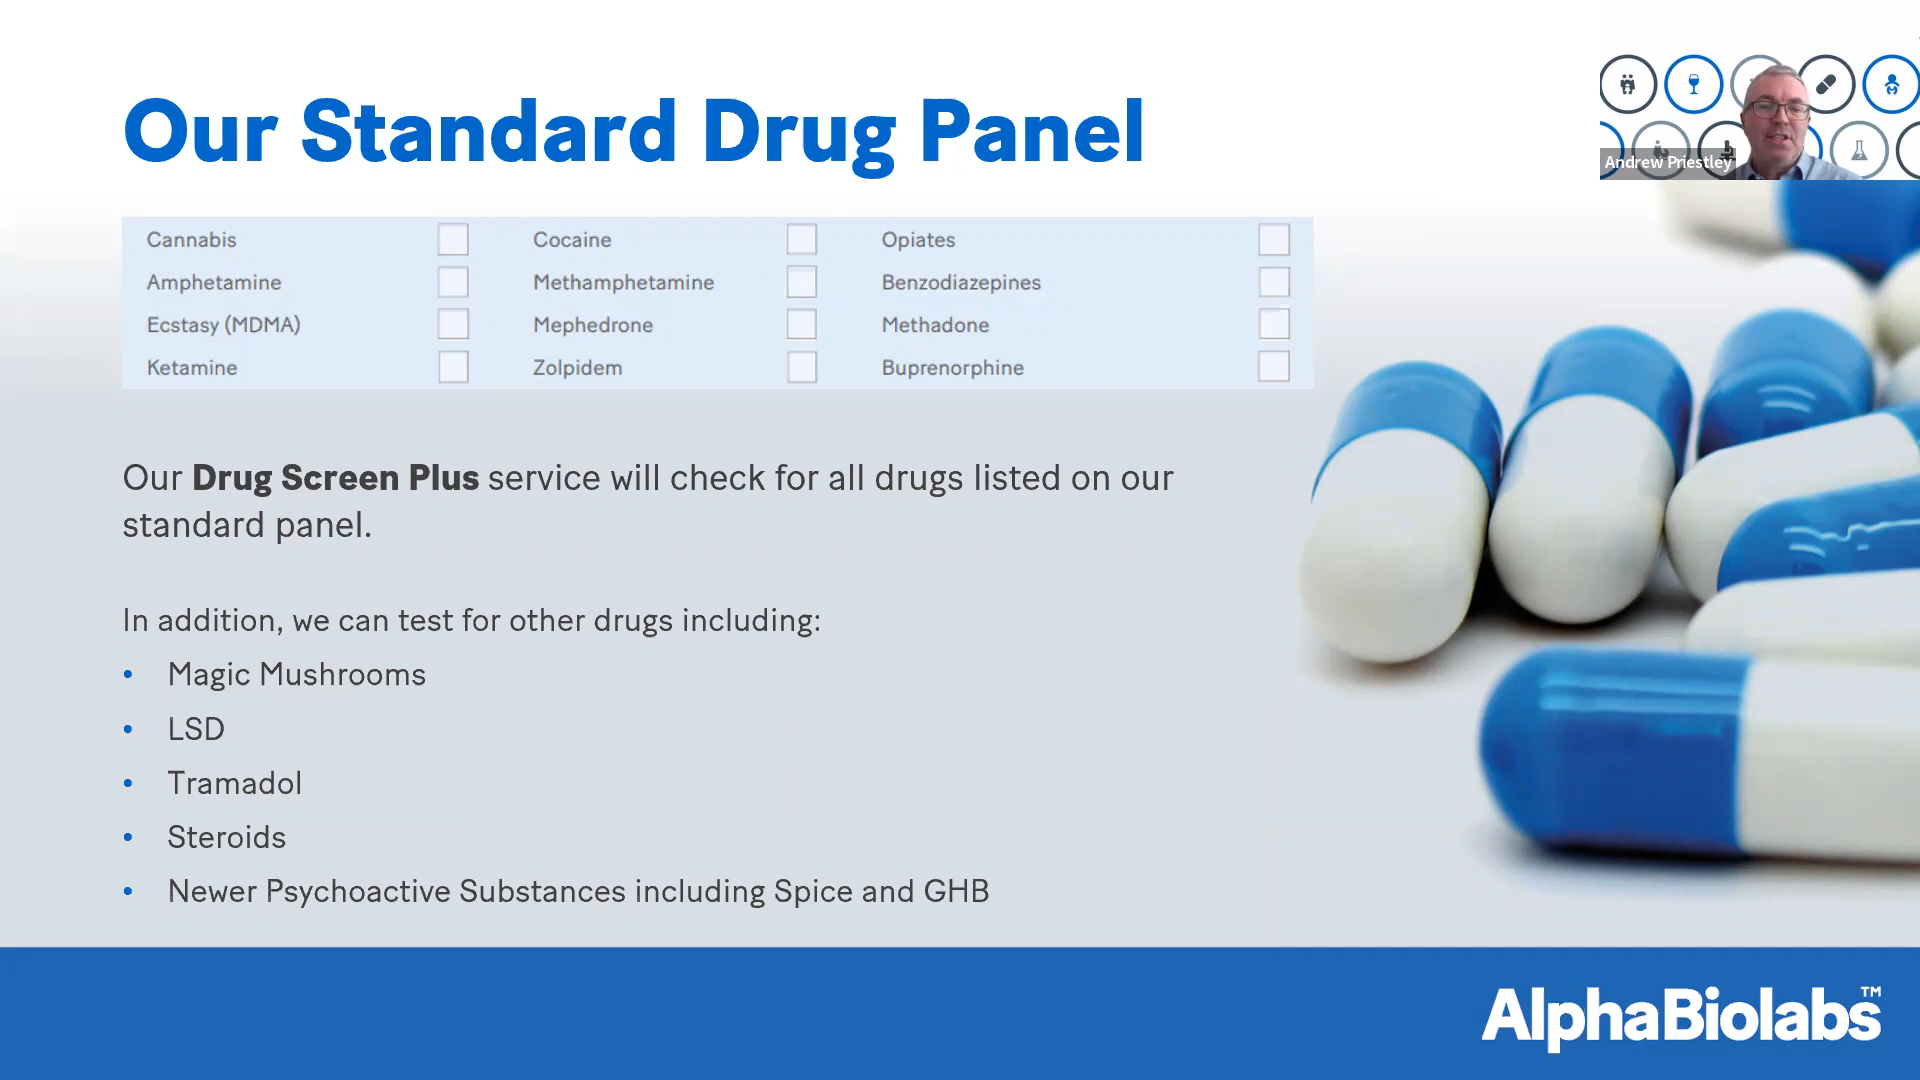 Our Standard Drug Panel
Andrew Priestley
Cannabis Cocaine Opiates
Amphetamine Methamphetamine Benzodiazepines
Ecstasy (MDMA) Mephedrone Methadone
Ketamine Zolpidem Buprenorphine
Our Drug Screen Plus service will check for all drugs listed on our
standard panel.
In addition, we can test for other drugs including:
• Magic Mushrooms
• LSD
• Tramadol
• Steroids
• Newer Psychoactive Substances including Spice and GHB
AlphaBiolabs™